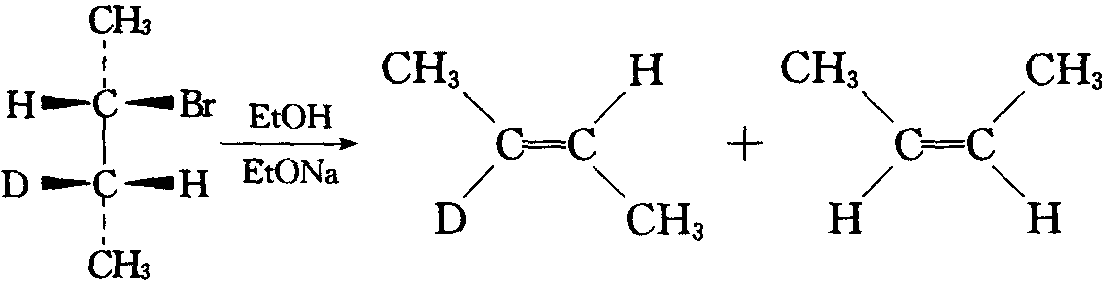 CH₃
H C Br
D C H
CH₃
EtOH
EtONa
CH₃ H
C=C
D CH₃
+
CH₃ CH₃
C=C
H H